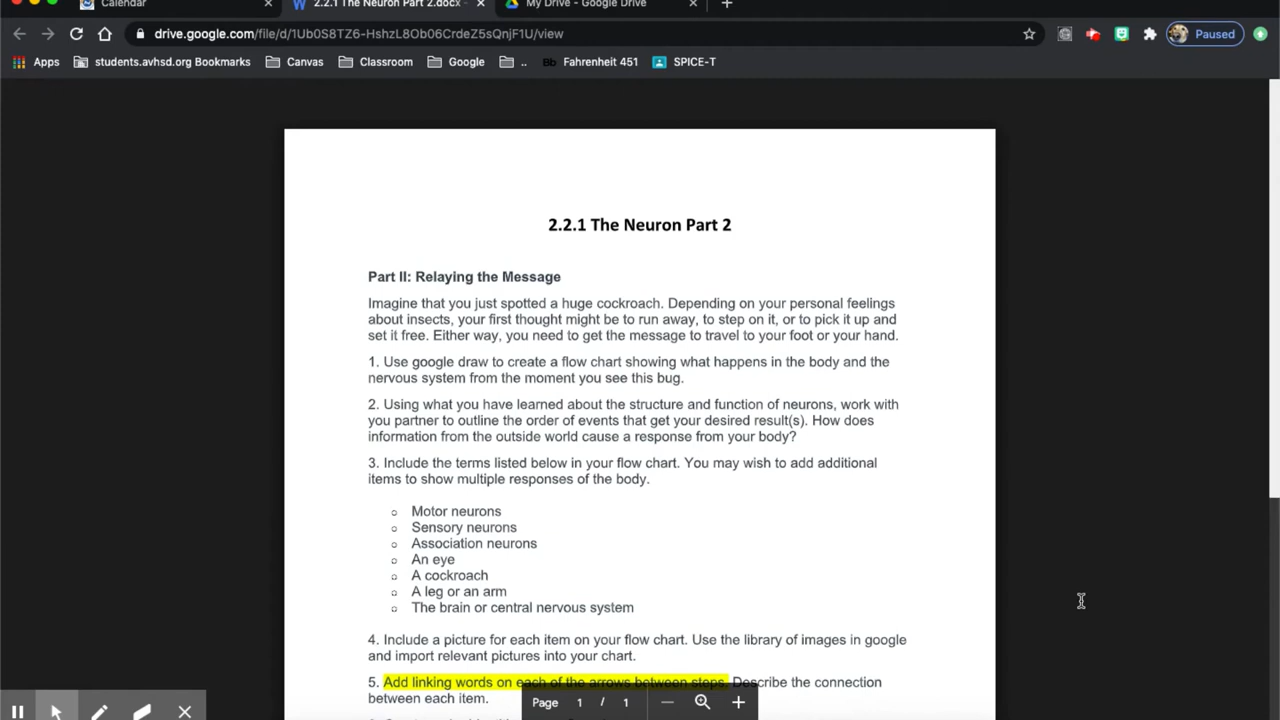 Calendar
2.2.1 The Neuron Part 2.docx -
My Drive - Google Drive
drive.google.com/file/d/1Ub0S8TZ6-HshzL8Ob06CrdeZ5sQnjF1U/view
Paused
Apps students.avhsd.org Bookmarks Canvas Classroom Google .. Bb Fahrenheit 451 SPICE-T
2.2.1 The Neuron Part 2
Part II: Relaying the Message
Imagine that you just spotted a huge cockroach. Depending on your personal feelings
about insects, your first thought might be to run away, to step on it, or to pick it up and
set it free. Either way, you need to get the message to travel to your foot or your hand.
1. Use google draw to create a flow chart showing what happens in the body and the
nervous system from the moment you see this bug.
2. Using what you have learned about the structure and function of neurons, work with
you partner to outline the order of events that get your desired result(s). How does
information from the outside world cause a response from your body?
3. Include the terms listed below in your flow chart. You may wish to add additional
items to show multiple responses of the body.
Motor neurons
Sensory neurons
Association neurons
An eye
A cockroach
A leg or an arm
The brain or central nervous system
4. Include a picture for each item on your flow chart. Use the library of images in google
and import relevant pictures into your chart.
5. Add linking words on each of the arrows between steps. Describe the connection
between each item.
Page 1 / 1